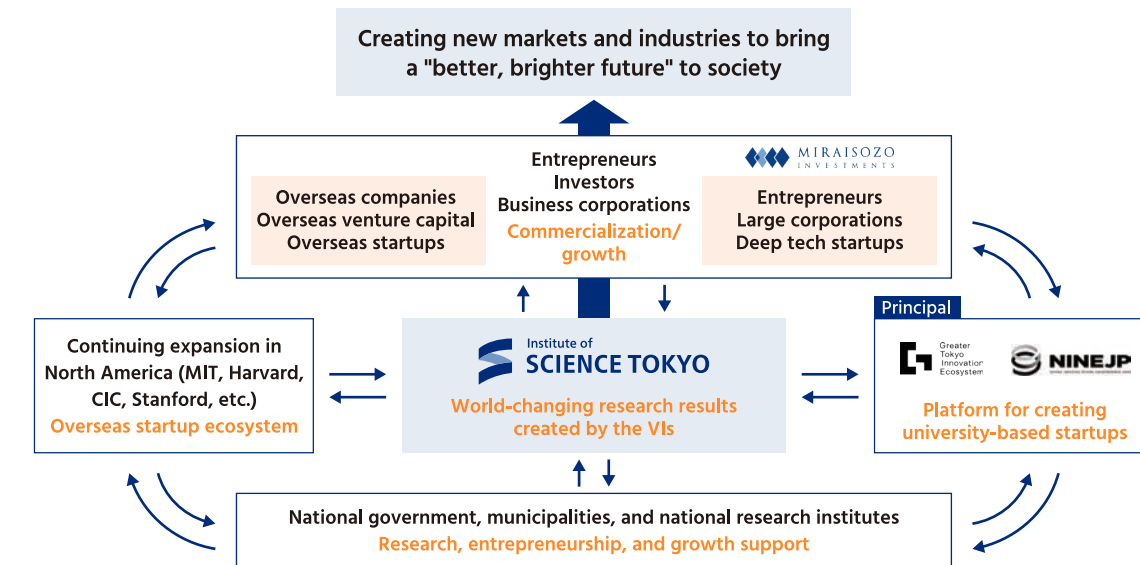 Creating new markets and industries to bring
a "better, brighter future" to society
MIRAISOZO
INVESTMENTS
Entrepreneurs
Investors
Business corporations
Commercialization/
growth
Overseas companies
Overseas venture capital
Overseas startups
Entrepreneurs
Large corporations
Deep tech startups
Continuing expansion in
North America (MIT, Harvard,
CIC, Stanford, etc.)
Overseas startup ecosystem
Institute of
SCIENCE TOKYO
World-changing research results
created by the VIs
Principal
Greater
Tokyo
Innovation
Ecosystem
NINEJP
Platform for creating
university-based startups
National government, municipalities, and national research institutes
Research, entrepreneurship, and growth support